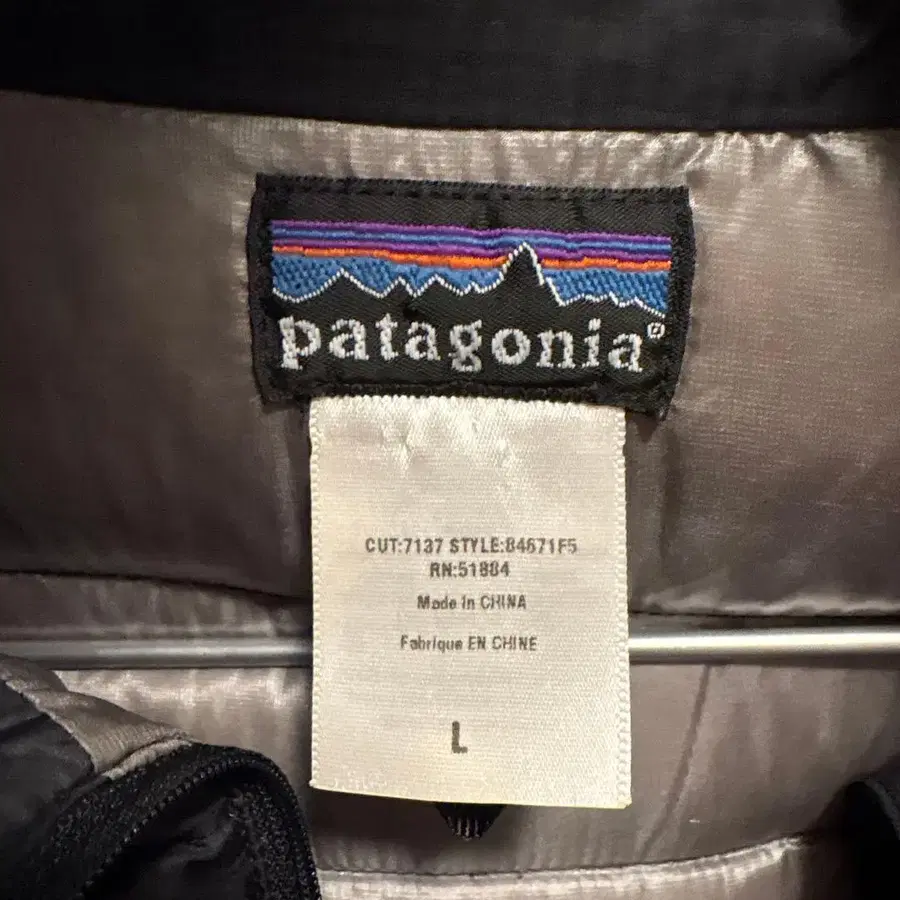 patagonia®
CUT:7137 STYLE:84671F5
RN:51884
Made in CHINA
Fabrique EN CHINE
L